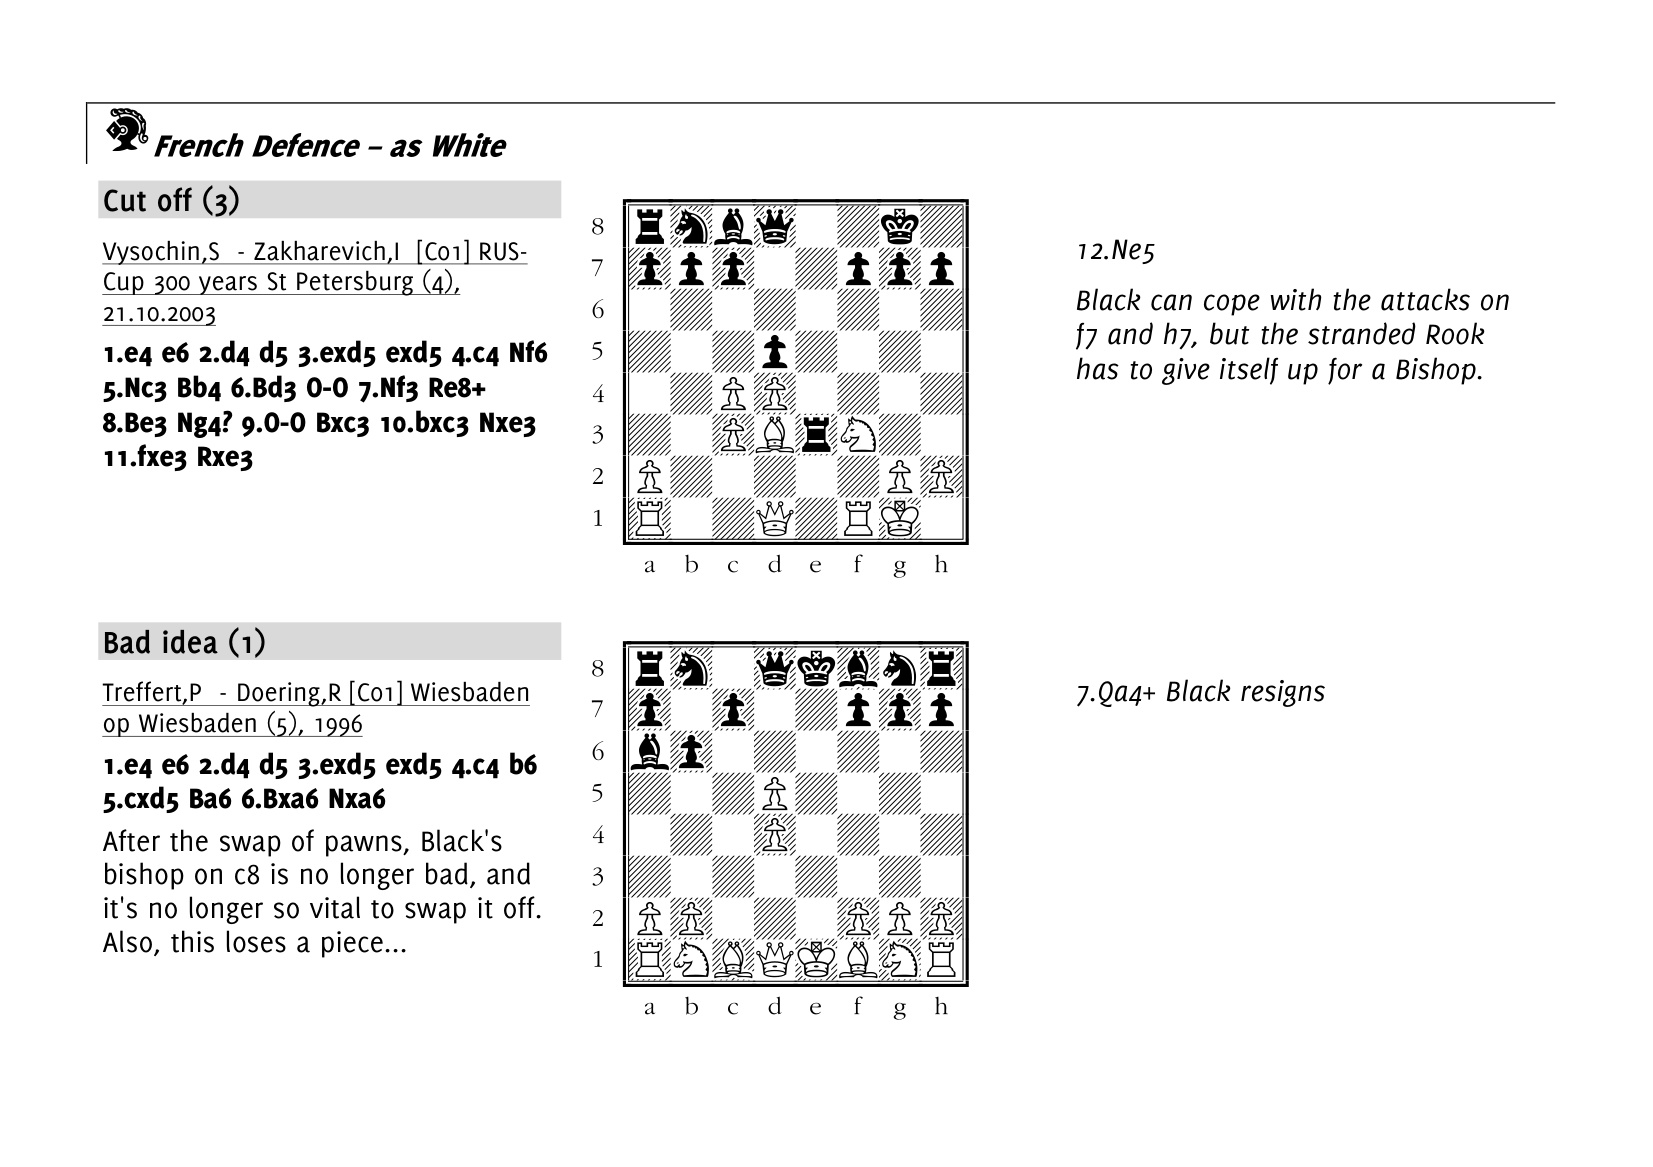 French Defence – as White
Cut off (3)
Vysochin,S - Zakharevich,I [C01] RUS-
Cup 300 years St Petersburg (4),
21.10.2003
1.e4 e6 2.d4 d5 3.exd5 exd5 4.c4 Nf6
5.Nc3 Bb4 6.Bd3 O-O 7.Nf3 Re8+
8.Be3 Ng4? 9.O-O Bxc3 10.bxc3 Nxe3
11.fxe3 Rxe3
8
7
6
5
4
3
2
1
a b c d e f g h
12.Ne5
Black can cope with the attacks on
f7 and h7, but the stranded Rook
has to give itself up for a Bishop.
Bad idea (1)
Treffert,P - Doering,R [C01] Wiesbaden
op Wiesbaden (5), 1996
1.e4 e6 2.d4 d5 3.exd5 exd5 4.c4 b6
5.cxd5 Ba6 6.Bxa6 Nxa6
After the swap of pawns, Black's
bishop on c8 is no longer bad, and
it's no longer so vital to swap it off.
Also, this loses a piece...
8
7
6
5
4
3
2
1
a b c d e f g h
7.Qa4+ Black resigns